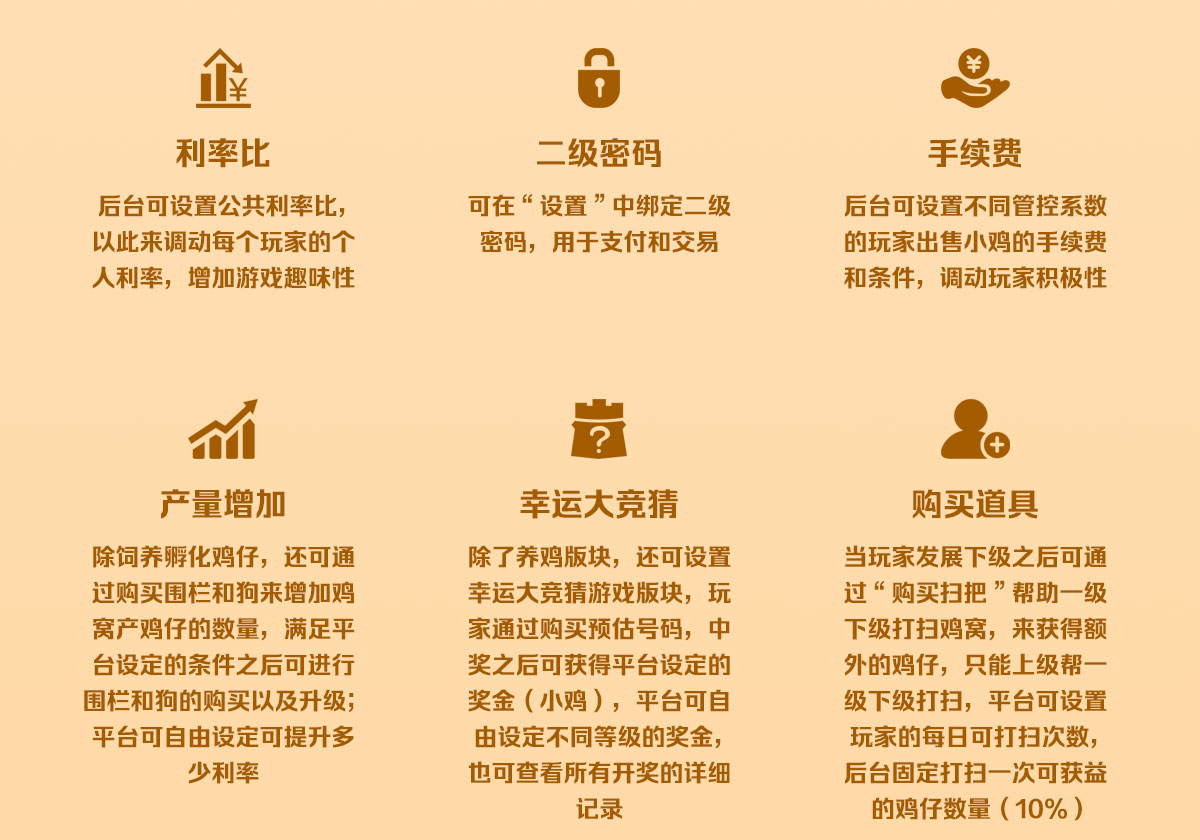 利率比
后台可设置公共利率比，
以此来调动每个玩家的个
人利率，增加游戏趣味性
二级密码
可在“设置”中绑定二级
密码，用于支付和交易
手续费
后台可设置不同管控系数
的玩家出售小鸡的手续费
和条件，调动玩家积极性
产量增加
除饲养孵化鸡仔，还可通
过购买围栏和狗来增加鸡
窝产鸡仔的数量，满足平
台设定的条件之后可进行
围栏和狗的购买以及升级；
平台可自由设定可提升多
少利率
幸运大竞猜
除了养鸡版块，还可设置
幸运大竞猜游戏版块，玩
家通过购买预估号码，中
奖之后可获得平台设定的
奖金（小鸡），平台可自
由设定不同等级的奖金，
也可查看所有开奖的详细
记录
购买道具
当玩家发展下级之后可通
过“购买扫把”帮助一级
下级打扫鸡窝，来获得额
外的鸡仔，只能上级帮一
级下级打扫，平台可设置
玩家的每日可打扫次数，
后台固定打扫一次可获益
的鸡仔数量（10%）